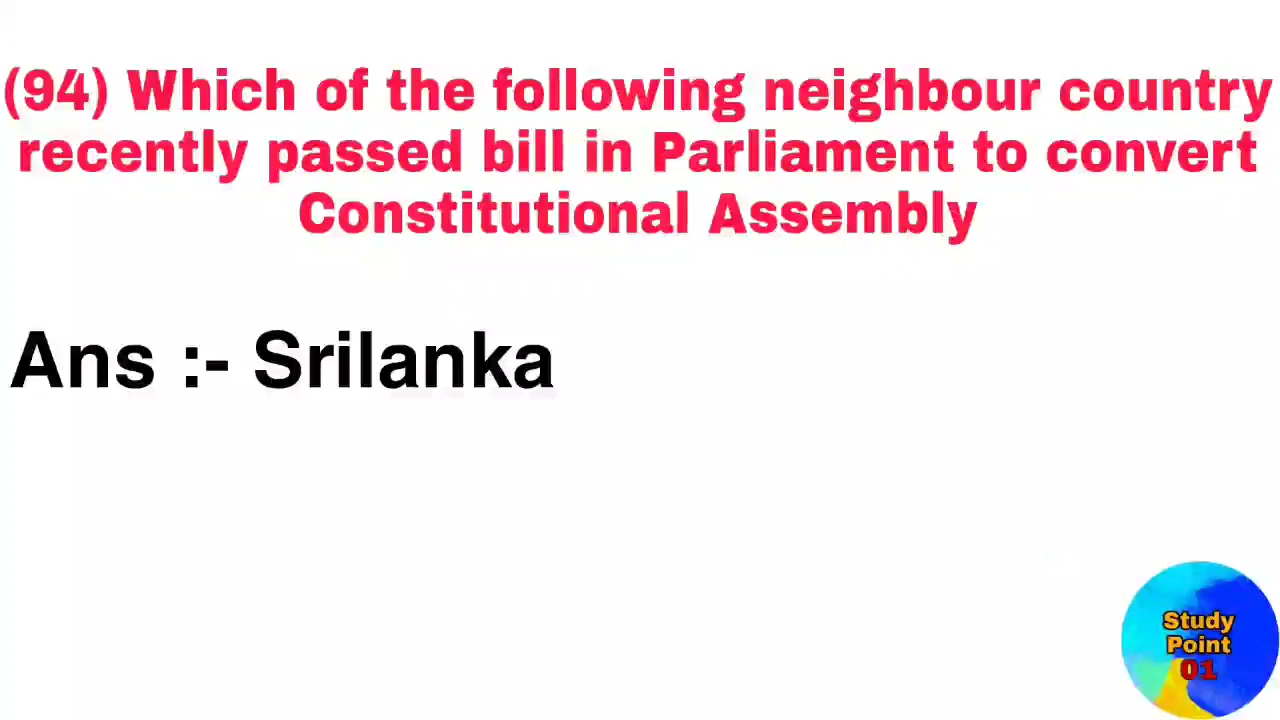 (94) Which of the following neighbour country
recently passed bill in Parliament to convert
Constitutional Assembly
Ans :- Srilanka
Study
Point
01